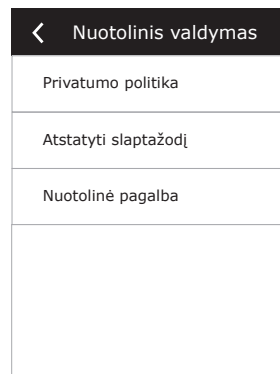 Nuotolinis valdymas
Privatumo politika
Atstatyti slaptažodį
Nuotolinė pagalba